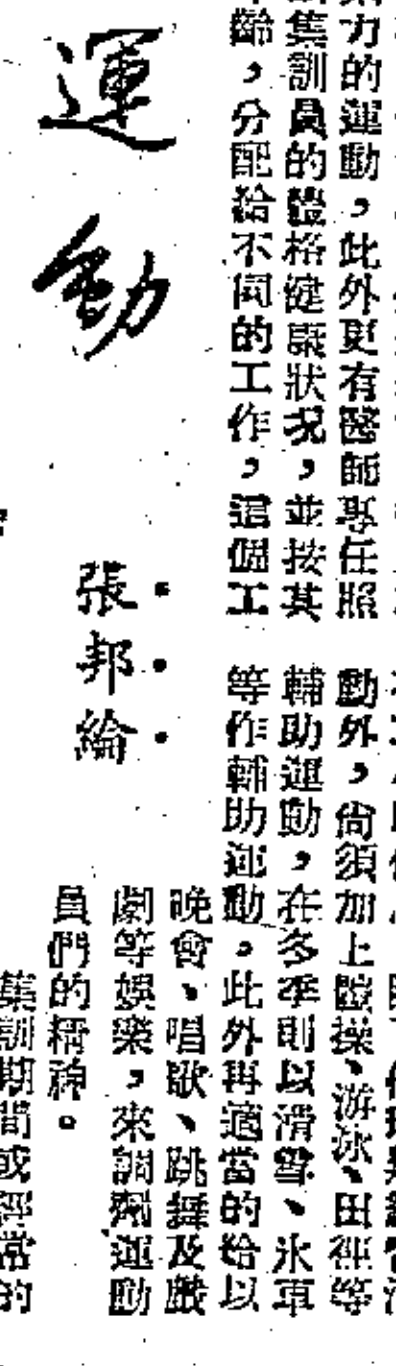 力的運動，此外更有醫師專任照
集訓員的體格健康狀況，並按其
齡，分配給不同的工作，這個工
運動
張邦綸
動外，尚須加上體操、游泳、田徑等
輔助運動，在多季則以滑雪、氷車
等作輔助運動。此外再適當的給以
晚會、唱歌、跳舞及戲
劇等娛樂，來調劑運動
員們的精神。
集訓期間或經常的